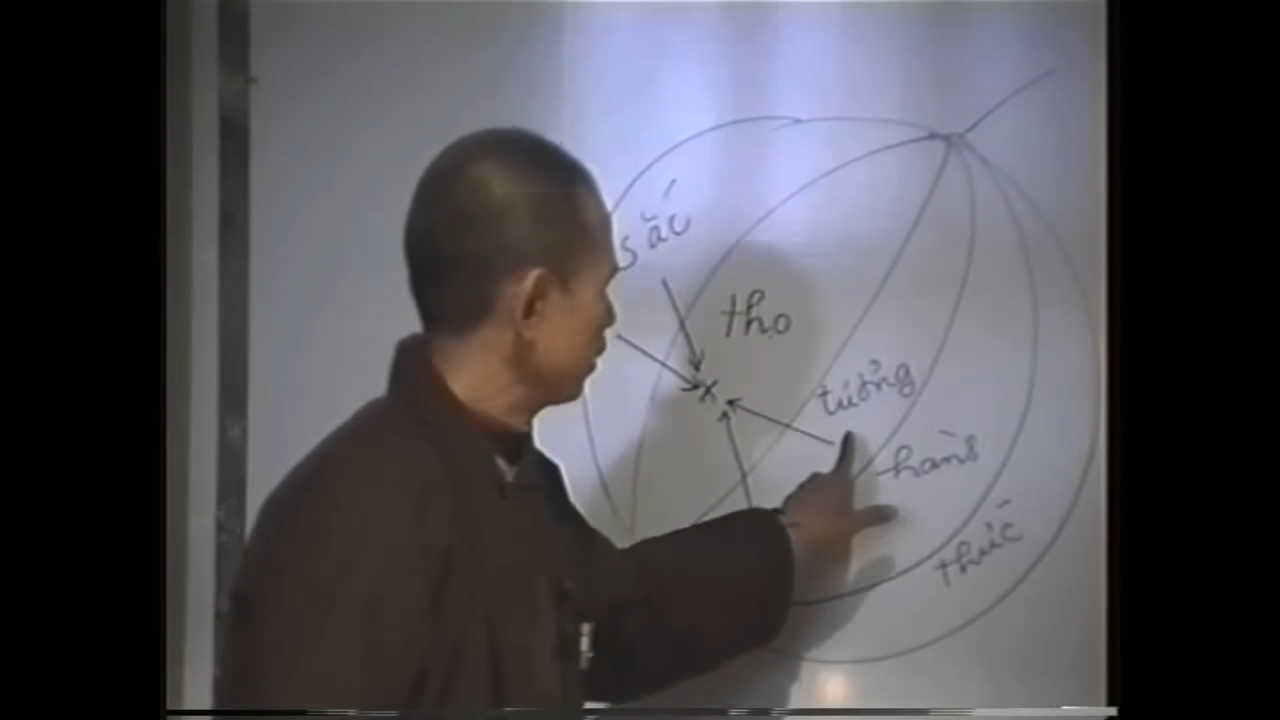 sắc
thọ
tưởng
hành
thức